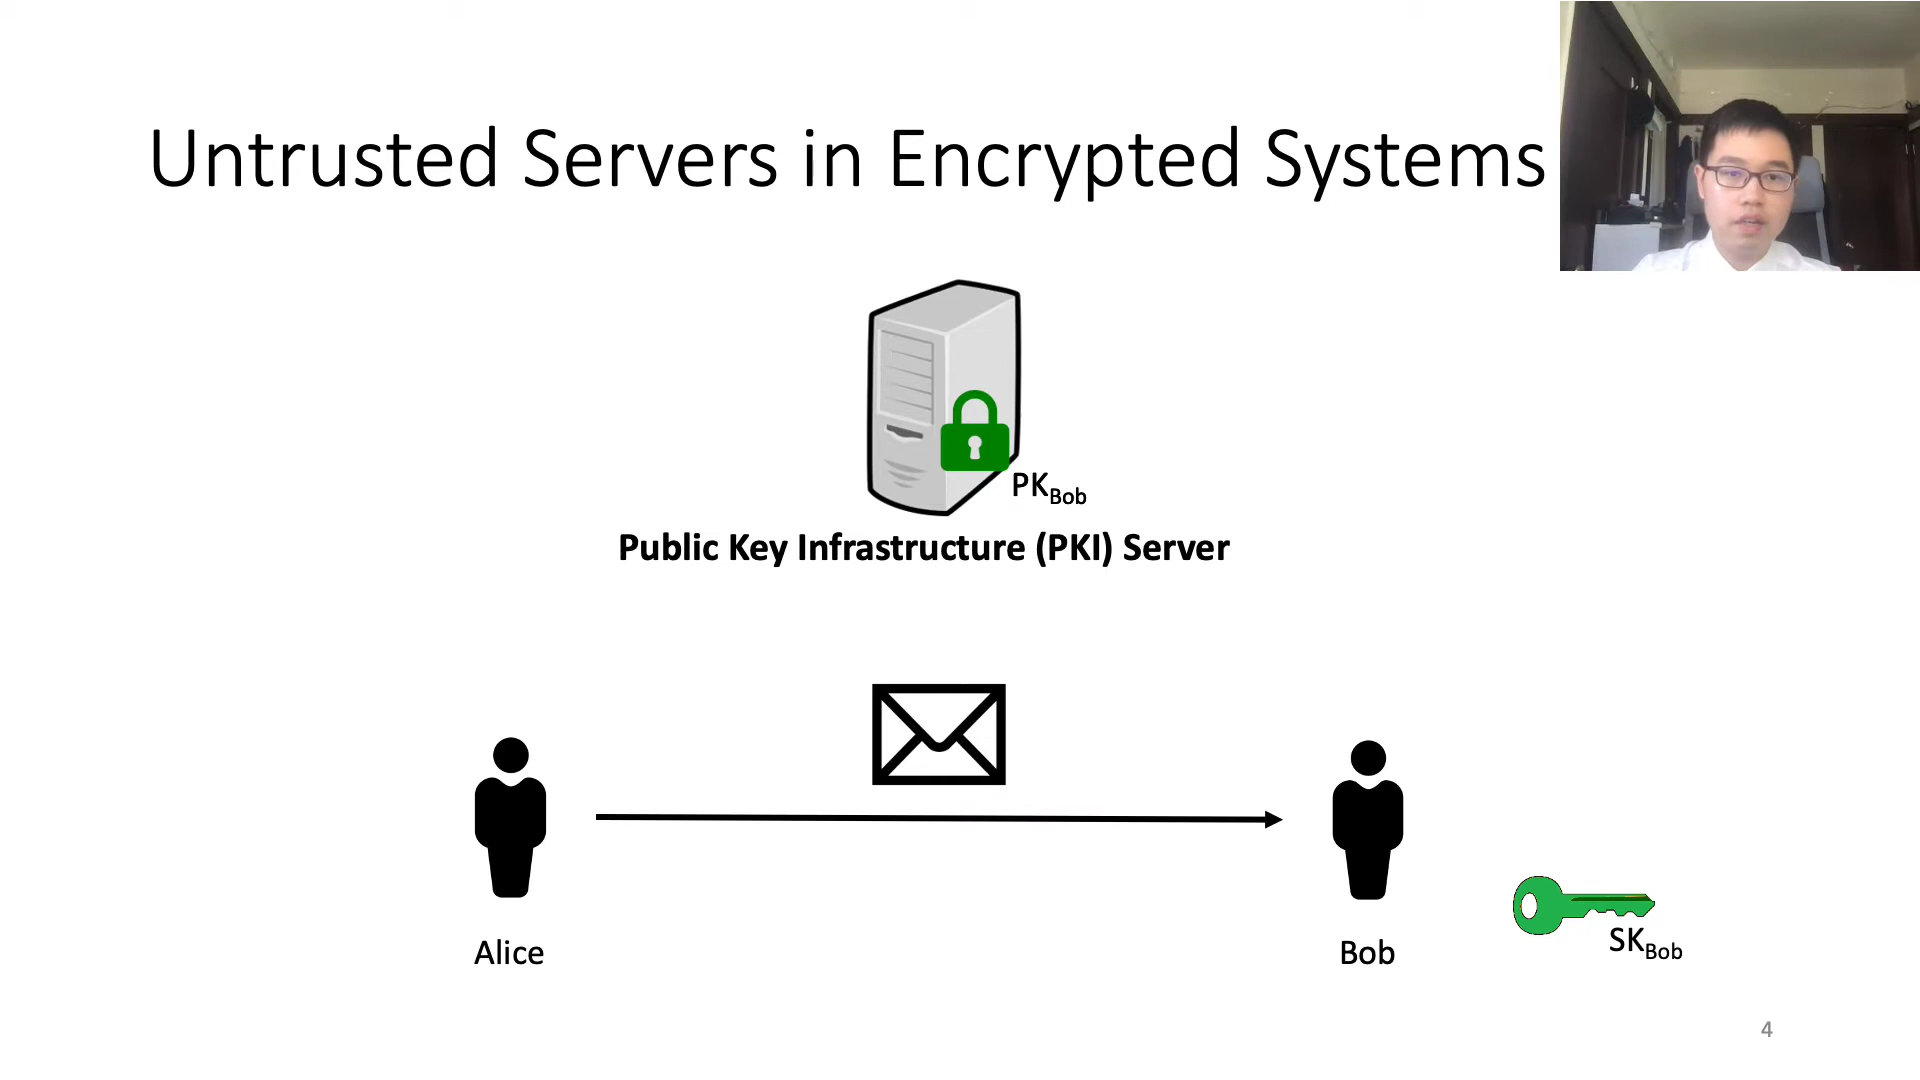 Untrusted Servers in Encrypted Systems
PKBob
Public Key Infrastructure (PKI) Server
Alice
Bob
SKBob
4